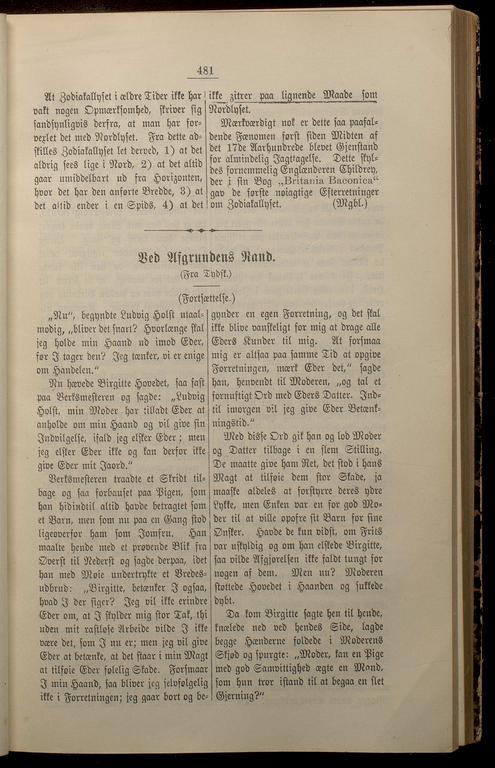 481
At Zodiakallyset i ældre Tider ikke har
vakt nogen Opmærksomhed, skriver sig
sandsynligvis derfra, at man har for-
vexlet det med Nordlyset. Fra dette ad-
skilles Zodiakallyset let derved, 1) at det
aldrig sees lige i Nord, 2) at det altid
gaar umiddelbart ud fra Horizonten,
hvor det har den anførte Bredde, 3) at
det altid ender i en Spids, 4) at det
ikke zitrer paa lignende Maade som
Nordlyset.
Mærkværdigt nok er dette saa paafal-
dende Fænomen først siden Midten af
det 17de Aarhundrede blevet Gjenstand
for almindelig Jagttagelse. Dette skyl-
des fornemmelig Englænderen Childrey,
der i sin Bog „Britania Baconica“
gav de første nøiagtige Efterretninger
om Zodiakallyset. (Mgbl.)
Ved Afgrundens Rand.
(Fra Tydsk.)
(Fortsættelse.)
„Nu“, begyndte Ludvig Holst utaal-
modig, „bliver det snart? Hvorlænge skal
jeg holde min Haand ud imod Eder,
før I tager den? Jeg tænker, vi er enige
om Handelen.“
Nu hævede Birgitte Hovedet, saa fast
paa Verksmesteren og sagde: „Ludvig
Holst, min Moder har tilladt Eder at
anholde om min Haand og vil give sin
Indvilgelse, ifald jeg elsker Eder; men
jeg elsker Eder ikke og kan derfor ikke
give Eder mit Jaord.“
Verksmesteren traadte et Skridt til-
bage og saa forbauset paa Pigen, som
han hidindtil altid havde betragtet som
et Barn, men som nu paa en Gang stod
ligeoverfor ham som Jomfru. Han
maalte hende med et prøvende Blik fra
Øverst til Nederst og sagde derpaa, idet
han med Møie undertrykte et Vredes-
udbrud: „Birgitte, betænker I ogsaa,
hvad I der siger? Jeg vil ikke erindre
Eder om, at I skylder mig stor Tak, thi
uden mit rastløse Arbeide vilde I ikke
være det, som I nu er; men jeg vil give
Eder at betænke, at det staar i min Magt
at tilføie Eder følelig Skade. Forsmaar
I min Haand, saa bliver jeg selvfølgelig
ikke i Forretningen; jeg gaar bort og be-
gynder en egen Forretning, og det skal
ikke blive vanskeligt for mig at drage alle
Eders Kunder til mig. At forsmaa
mig er altsaa paa samme Tid at opgive
Forretningen, mærk Eder det,“ sagde
han, henvendt til Moderen, „og tal et
fornuftigt Ord med Eders Datter. Ind-
til imorgen vil jeg give Eder Betænk-
ningstid.“
Med disse Ord gik han og lod Moder
og Datter tilbage i en slem Stilling.
De maatte give ham Ret, det stod i hans
Magt at tilføie dem stor Skade, ja
maaske aldeles at forstyrre deres ydre
Lykke, men Enken var en for god Mo-
der til at ville opofre sit Barn for sine
Ønsker. Havde de kun vidst, om Frits
var uskyldig og om han elskede Birgitte,
saa vilde Afgjørelsen ikke faldt tungt for
nogen af dem. Men nu? Moderen
støttede Hovedet i Haanden og sukkede
dybt.
Da kom Birgitte sagte hen til hende,
knælede ned ved hendes Side, lagde
begge Hænderne foldede i Moderens
Skjød og spurgte: „Moder, kan en Pige
med god Samvittighed ægte en Mand,
som hun tror istand til at begaa en slet
Gjerning?“